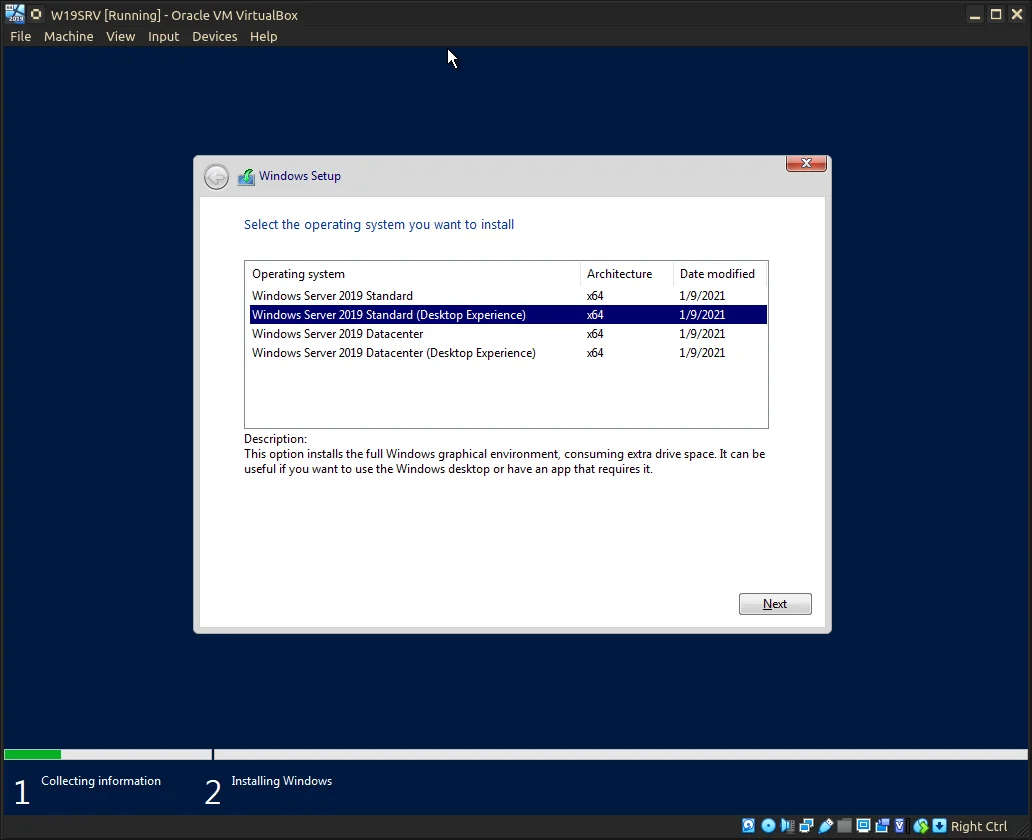 W19SRV [Running] - Oracle VM VirtualBox
File Machine View Input Devices Help
Windows Setup
Select the operating system you want to install
Operating system Architecture Date modified
Windows Server 2019 Standard x64 1/9/2021
Windows Server 2019 Standard (Desktop Experience) x64 1/9/2021
Windows Server 2019 Datacenter x64 1/9/2021
Windows Server 2019 Datacenter (Desktop Experience) x64 1/9/2021
Description:
This option installs the full Windows graphical environment, consuming extra drive space. It can be
useful if you want to use the Windows desktop or have an app that requires it.
Next
1 Collecting information 2 Installing Windows
Right Ctrl